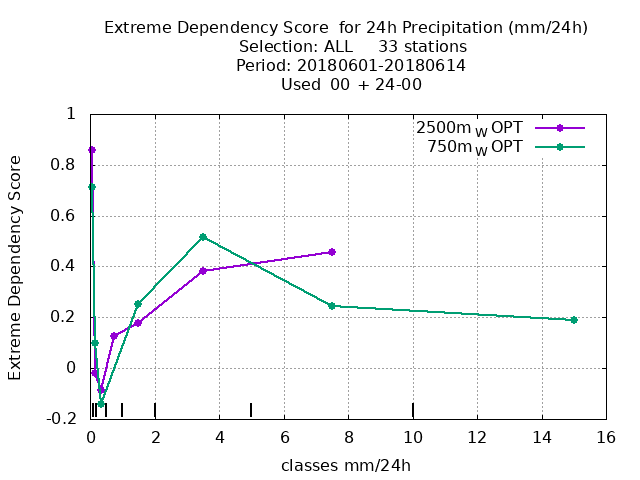 Extreme Dependency Score  for 24h Precipitation (mm/24h)
Selection: ALL     33 stations
Period: 20180601-20180614
Used  00 + 24-00
2500m W OPT
750m W OPT
Extreme Dependency Score
1
0.8
0.6
0.4
0.2
0
-0.2
0 2 4 6 8 10 12 14 16
classes mm/24h